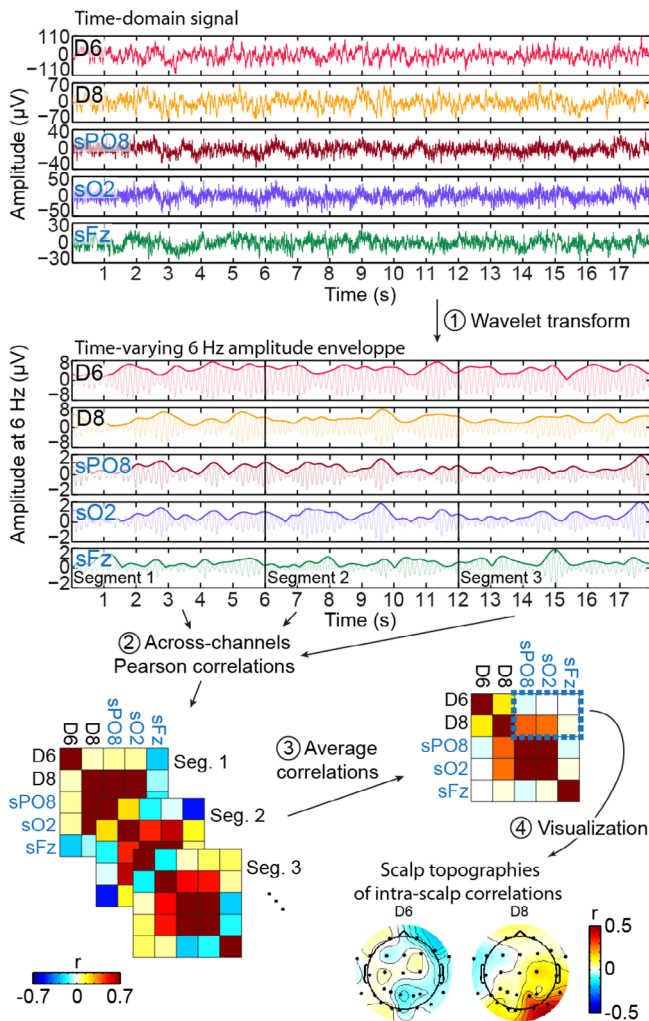 Time-domain signal
Amplitude (µV)
110
0
−110
D6
70
0
−70
D8
40
0
−40
sPO8
50
0
−50
sO2
30
0
−30
sFz
1 2 3 4 5 6 7 8 9 10 11 12 13 14 15 16 17
Time (s)
1 Wavelet transform
Time-varying 6 Hz amplitude enveloppe
Amplitude at 6 Hz (µV)
8
0
−8
D6
8
0
−8
D8
2
0
−2
sPO8
2
0
−2
sO2
2
0
−2
sFz
Segment 1 Segment 2 Segment 3
1 2 3 4 5 6 7 8 9 10 11 12 13 14 15 16 17
Time (s)
2 Across-channels
Pearson correlations
D6 D8 sPO8 sO2 sFz
D6
D8
sPO8
sO2
sFz
Seg. 1
Seg. 2
Seg. 3
r
-0.7 0.7
3 Average
correlations
D6 D8 sPO8 sO2 sFz
D6
D8
sPO8
sO2
sFz
4 Visualization
Scalp topographies
of intra-scalp correlations
D6 D8
r
0.5
0
-0.5